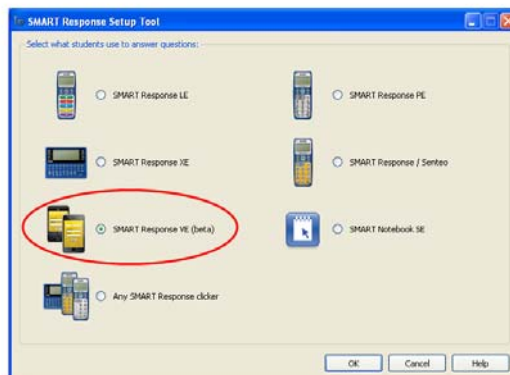 SMART Response Setup Tool
Select what students use to answer questions:
SMART Response LE
SMART Response PE
SMART Response XE
SMART Response / Senteo
SMART Response VE (beta)
SMART Notebook SE
Any SMART Response clicker
OK
Cancel
Help